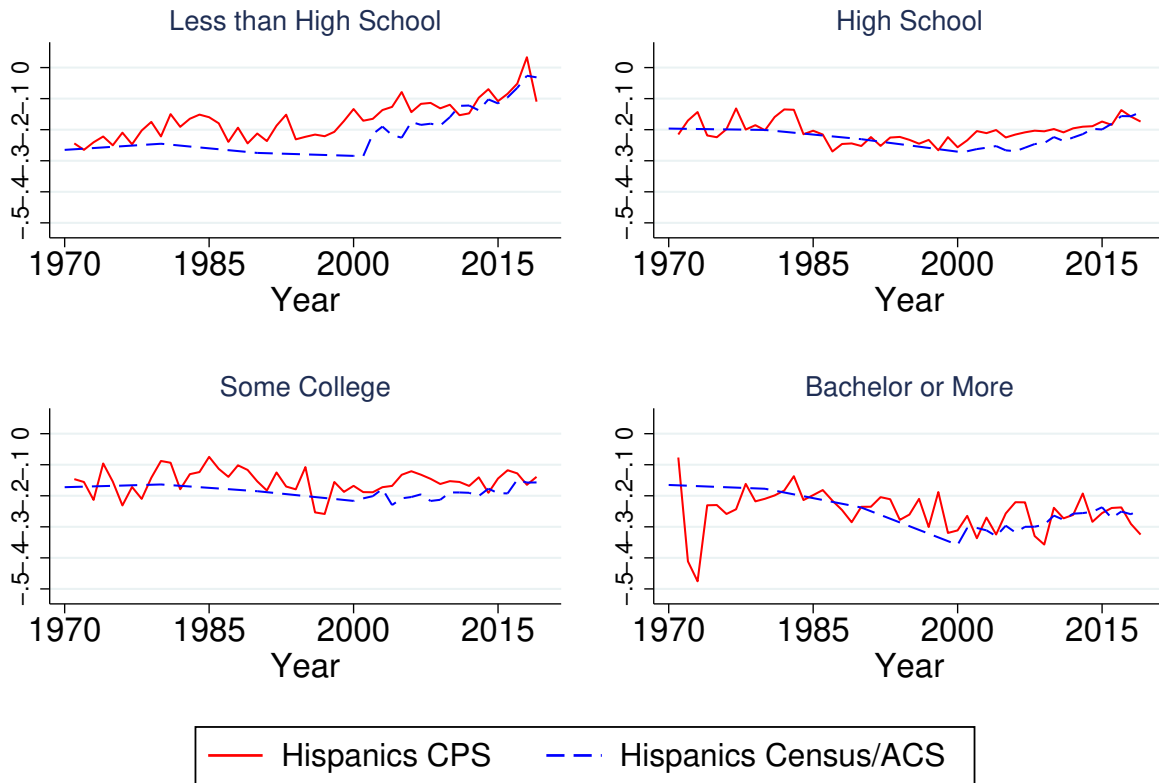 Less than High School
0
-.1
-.2
-.3
-.4
-.5
1970 1985 2000 2015
Year
High School
0
-.1
-.2
-.3
-.4
-.5
1970 1985 2000 2015
Year
Some College
0
-.1
-.2
-.3
-.4
-.5
1970 1985 2000 2015
Year
Bachelor or More
0
-.1
-.2
-.3
-.4
-.5
1970 1985 2000 2015
Year
Hispanics CPS Hispanics Census/ACS